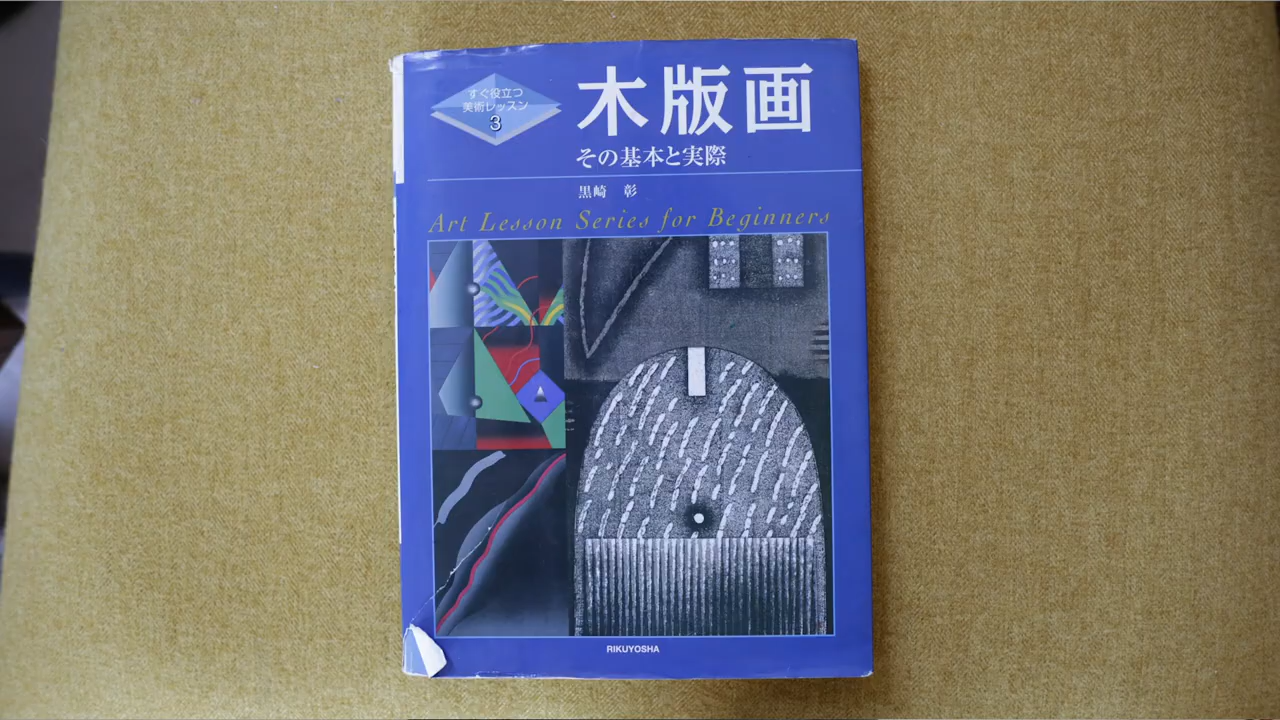 すぐ役立つ
美術レッスン
3
木版画
その基本と実際
黒崎 彰
Art Lesson Series for Beginners
RIKUYOSHA